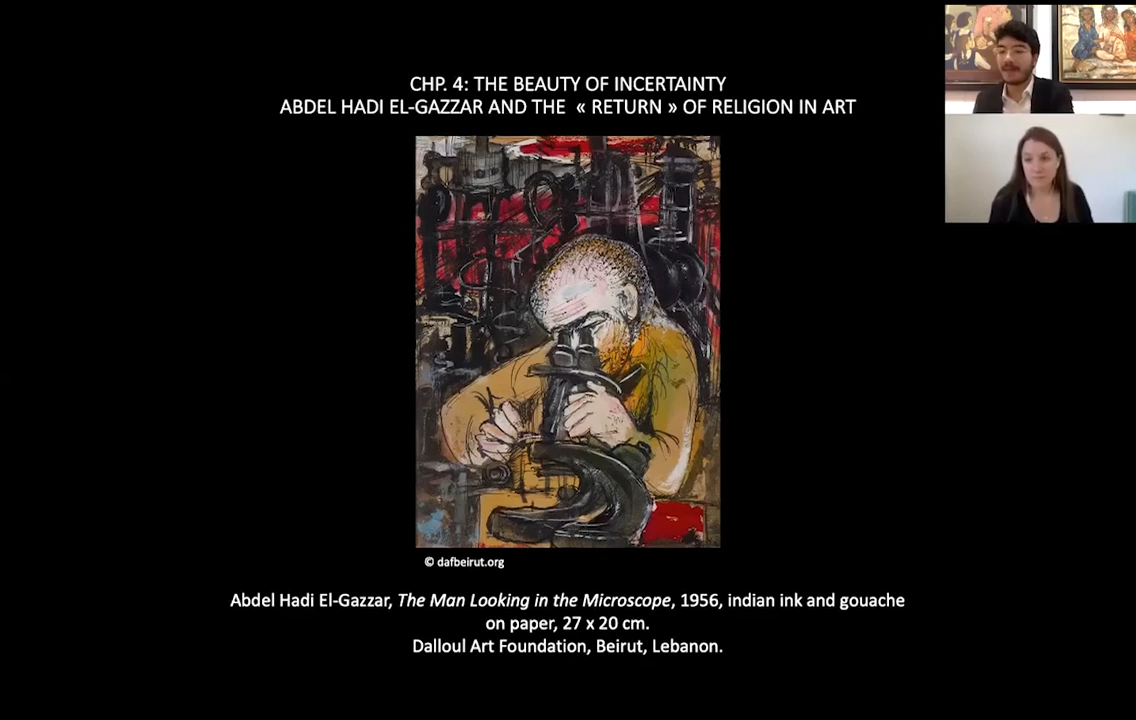 CHP. 4: THE BEAUTY OF INCERTAINTY
ABDEL HADI EL-GAZZAR AND THE « RETURN » OF RELIGION IN ART
© dafbeirut.org
Abdel Hadi El-Gazzar, The Man Looking in the Microscope, 1956, indian ink and gouache
on paper, 27 x 20 cm.
Dalloul Art Foundation, Beirut, Lebanon.